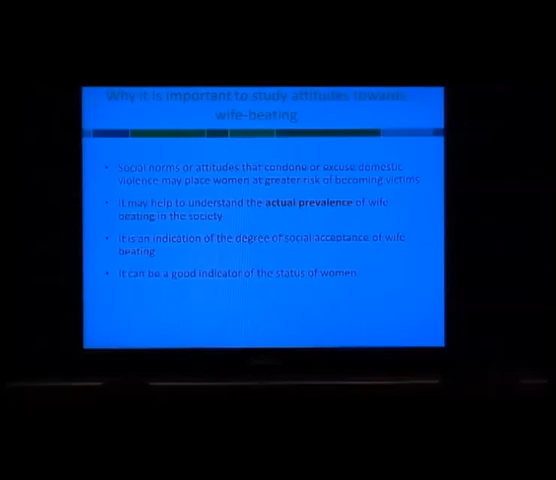 Why it is important to study attitudes towards
wife-beating
• Social norms or attitudes that condone or excuse domestic
violence may place women at greater risk of becoming victims
• It may help to understand the actual prevalence of wife
beating in the society
• It is an indication of the degree of social acceptance of wife
beating
• It can be a good indicator of the status of women